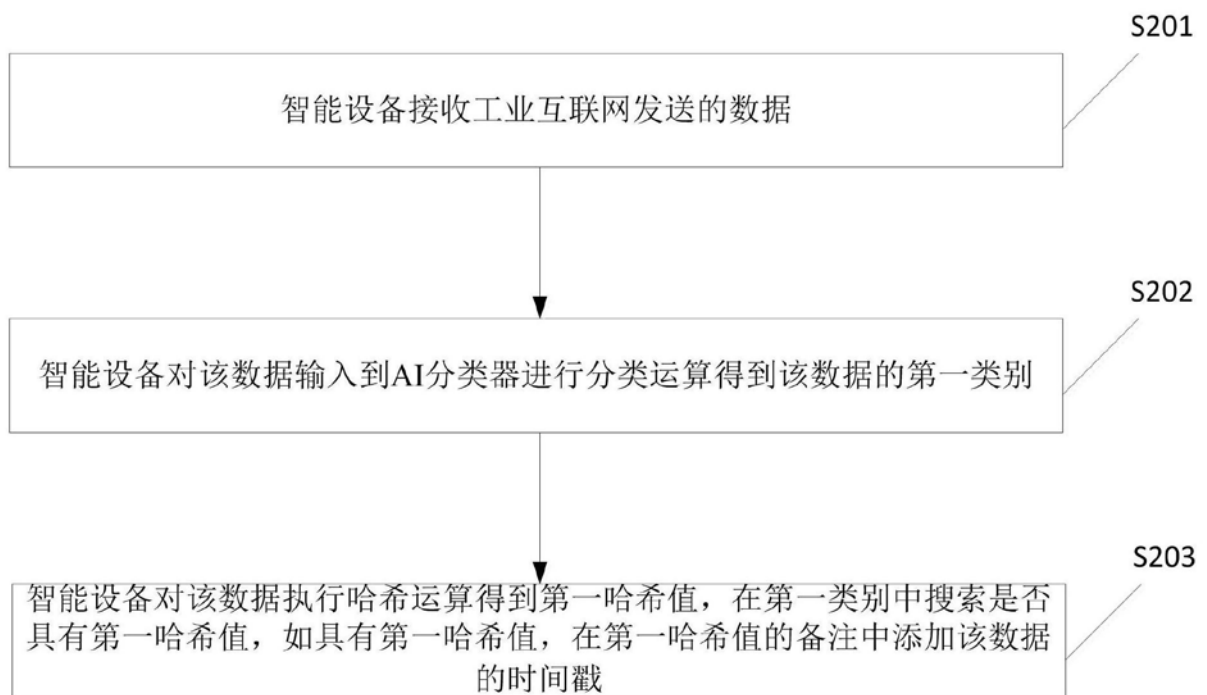 S201
智能设备接收工业互联网发送的数据
S202
智能设备对该数据输入到AI分类器进行分类运算得到该数据的第一类别
S203
智能设备对该数据执行哈希运算得到第一哈希值，在第一类别中搜索是否
具有第一哈希值，如具有第一哈希值，在第一哈希值的备注中添加该数据
的时间戳